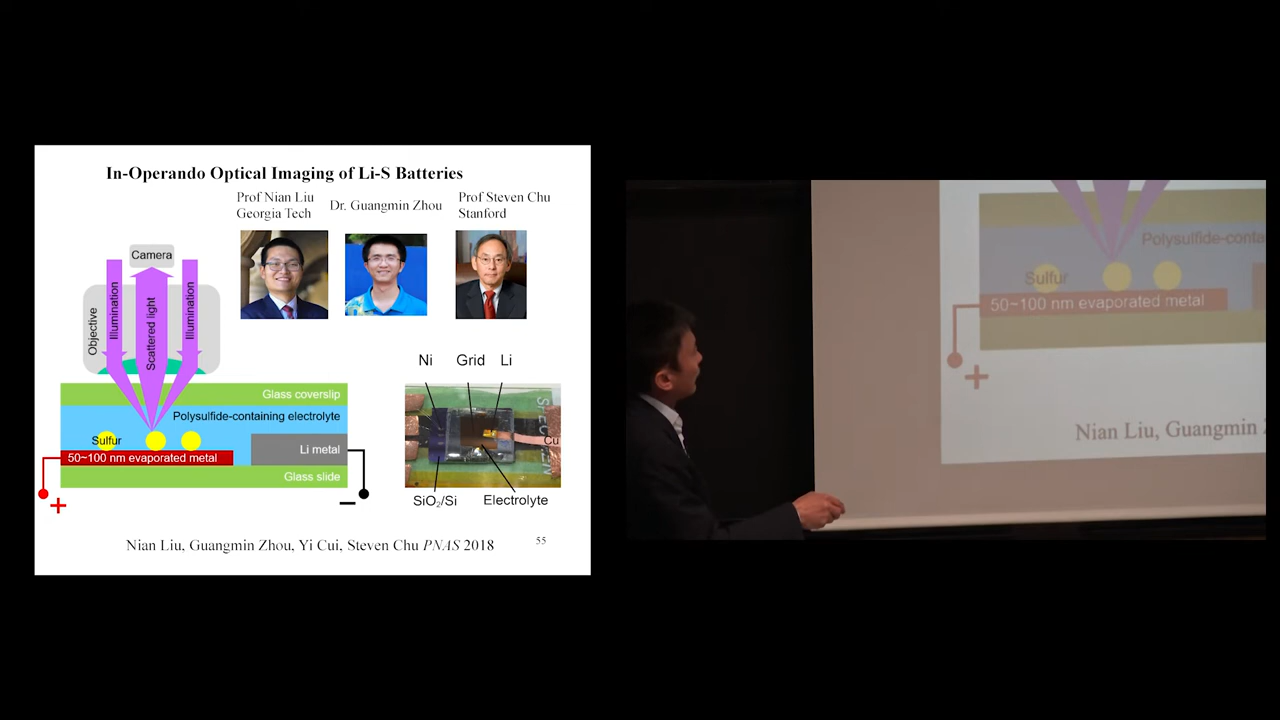 In-Operando Optical Imaging of Li-S Batteries
Prof Nian Liu
Georgia Tech
Dr. Guangmin Zhou
Prof Steven Chu
Stanford
Camera
Objective
Illumination
Scattered light
Illumination
Glass coverslip
Polysulfide-containing electrolyte
Sulfur
50~100 nm evaporated metal
Li metal
Glass slide
+
−
Ni
Grid
Li
Cu
SiO₂/Si
Electrolyte
Nian Liu, Guangmin Zhou, Yi Cui, Steven Chu PNAS 2018
55
Polysulfide-conta
Sulfur
50~100 nm evaporated metal
+
Nian Liu, Guangmin